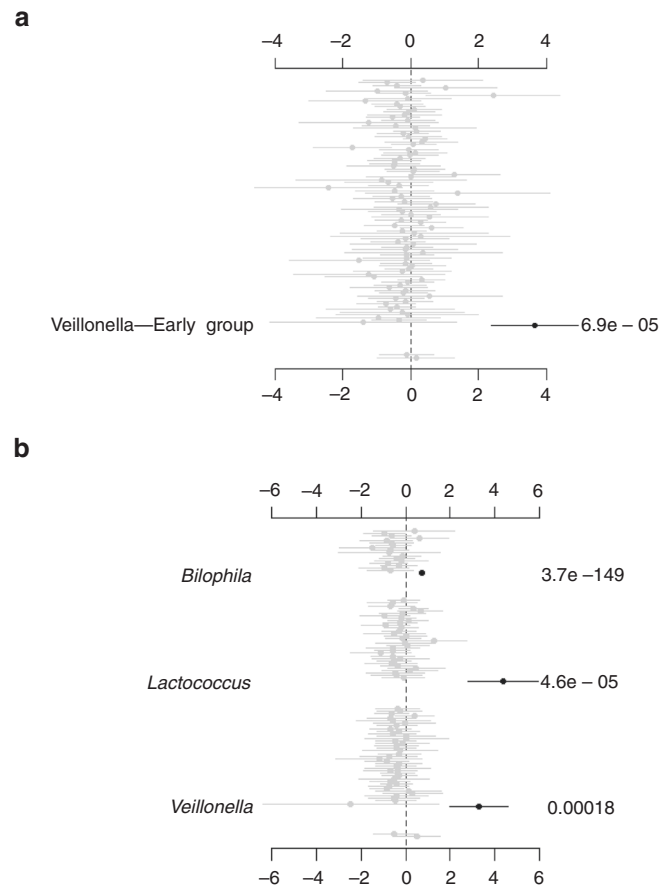 a
−4 −2 0 2 4
Veillonella—Early group 6.9e − 05
−4 −2 0 2 4
b
−6 −4 −2 0 2 4 6
Bilophila 3.7e −149
Lactococcus 4.6e − 05
Veillonella 0.00018
−6 −4 −2 0 2 4 6